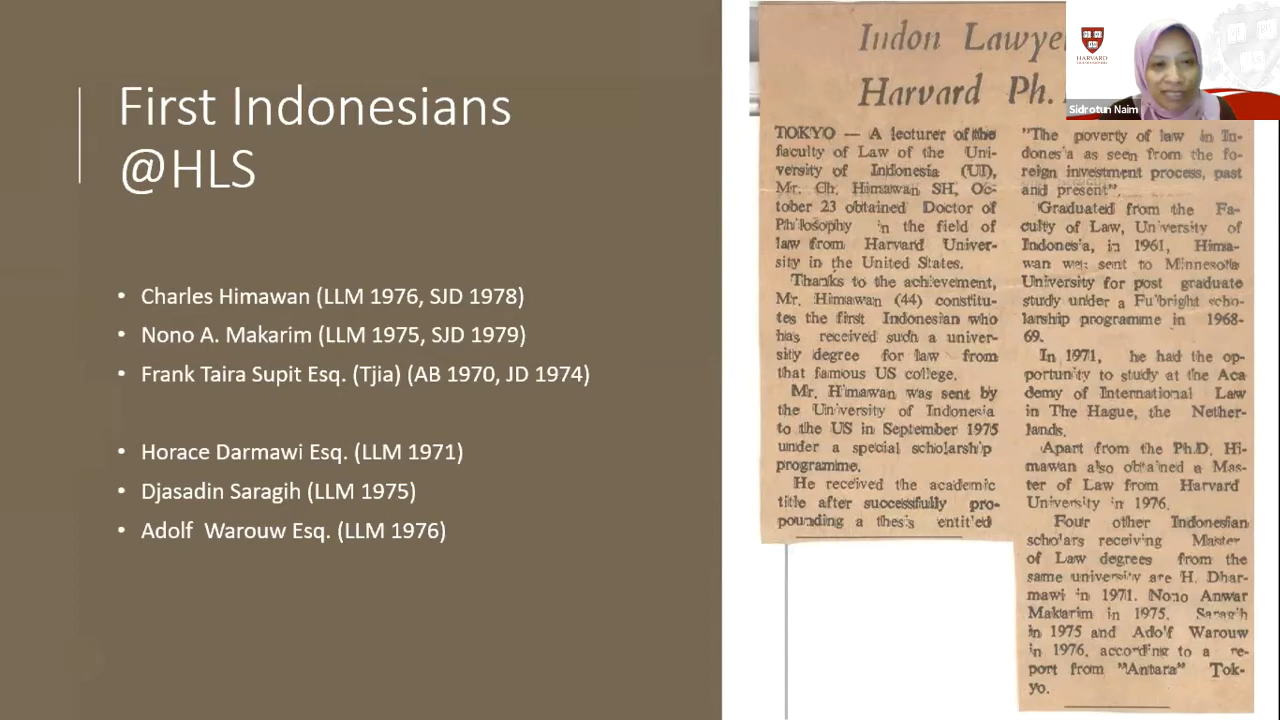 First Indonesians
@HLS
• Charles Himawan (LLM 1976, SJD 1978)
• Nono A. Makarim (LLM 1975, SJD 1979)
• Frank Taira Supit Esq. (Tjia) (AB 1970, JD 1974)
• Horace Darmawi Esq. (LLM 1971)
• Djasadin Saragih (LLM 1975)
• Adolf Warouw Esq. (LLM 1976)
Indon Lawye
Harvard Ph.
TOKYO — A lecturer of the
faculty of Law of the Uni-
versity of Indonesia (UI),
Mr. Ch. Himawan SH, Oc-
tober 23 obtained Doctor of
Philosophy in the field of
law from Harvard Univer-
sity in the United States.
Thanks to the achievement,
Mr. Himawan (44) constitu-
tes the first Indonesian who
has received such a univer-
sity degree for law from
that famous US college.
Mr. Himawan was sent by
the University of Indonesia
to the US in September 1975
under a special scholarship
programme.
He received the academic
title after successfully pro-
pounding a thesis entitled
"The poverty of law in In-
donesia as seen from the fo-
reign investment process, past
and present".
Graduated from the Fa-
culty of Law, University of
Indonesia, in 1961, Hima-
wan was sent to Minnesota
University for post graduate
study under a Fulbright scho-
larship programme in 1968-
69.
In 1971, he had the op-
portunity to study at the Aca
demy of International Law
in The Hague, the Nether-
lands.
Apart from the Ph.D. Hi-
mawan also obtained a Mas-
ter of Law from Harvard
University in 1976.
Four other Indonesian
scholars receiving Master
of Law degrees from the
same university are H. Dhar-
mawi in 1971. Nono Anwar
Makarim in 1975. Saragih
in 1975 and Adolf Warouw
in 1976, according to a re-
port from "Antara" Tok-
yo.
HARVARD
Sidrotun Naim